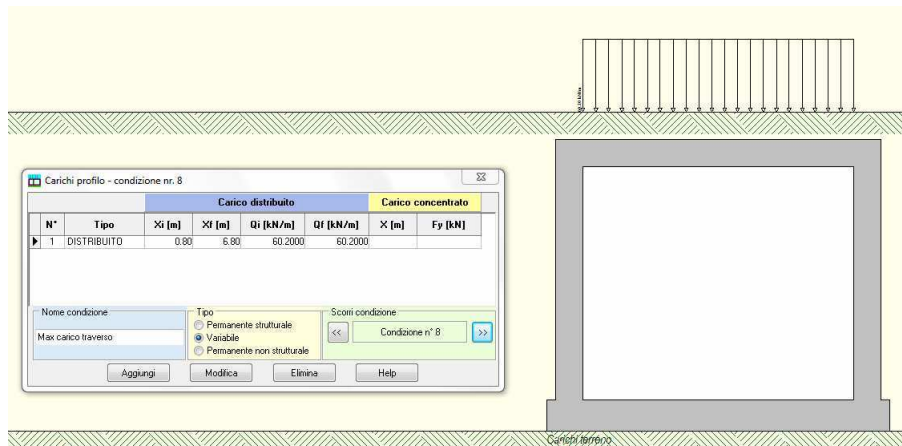 Carichi profilo - condizione nr. 8
Carico distribuito Carico concentrato
N° Tipo Xi [m] Xf [m] Qi [kN/m] Qf [kN/m] X [m] Fy [kN]
1 DISTRIBUITO 0.80 6.80 60.2000 60.2000
Nome condizione
Max carico traverso
Tipo
Permanente strutturale
Variabile
Permanente non strutturale
Scorri condizione
<< Condizione n° 8 >>
Aggiungi Modifica Elimina Help
Carichi terreno